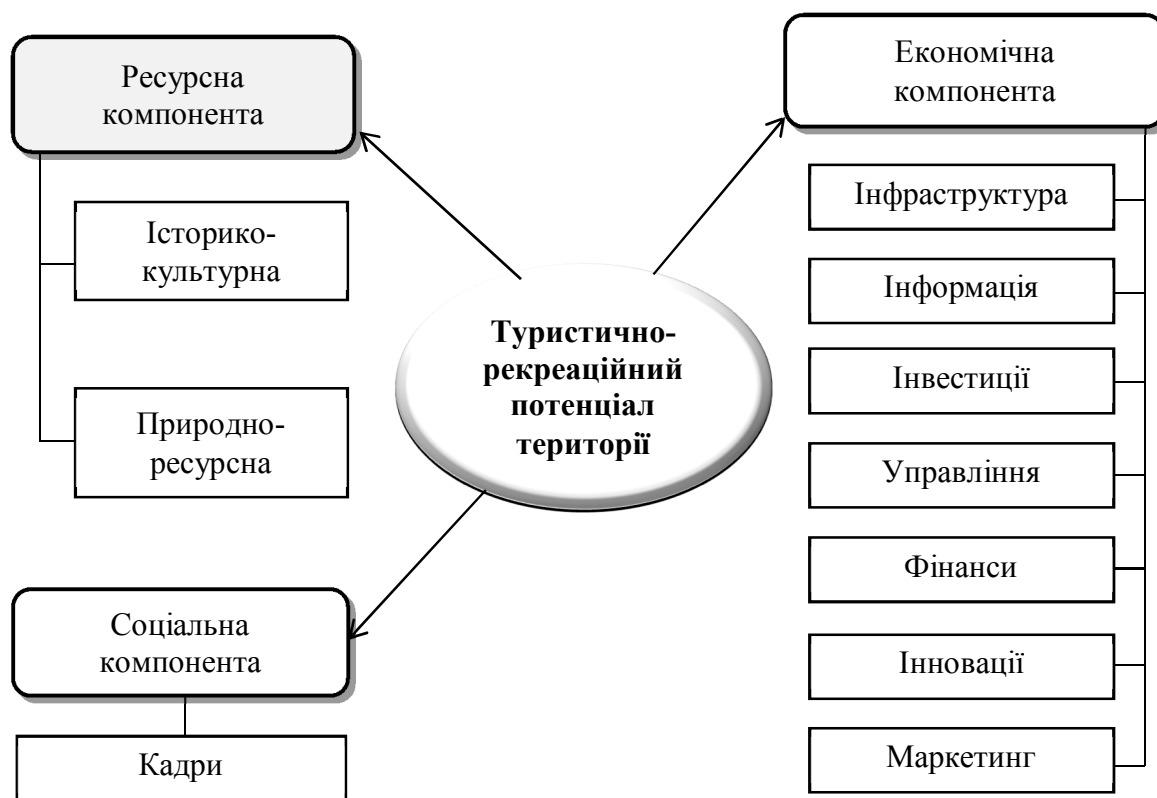 Ресурсна
компонента
Історико-
культурна
Природно-
ресурсна
Соціальна
компонента
Кадри
Туристично-
рекреаційний
потенціал
території
Економічна
компонента
Інфраструктура
Інформація
Інвестиції
Управління
Фінанси
Інновації
Маркетинг